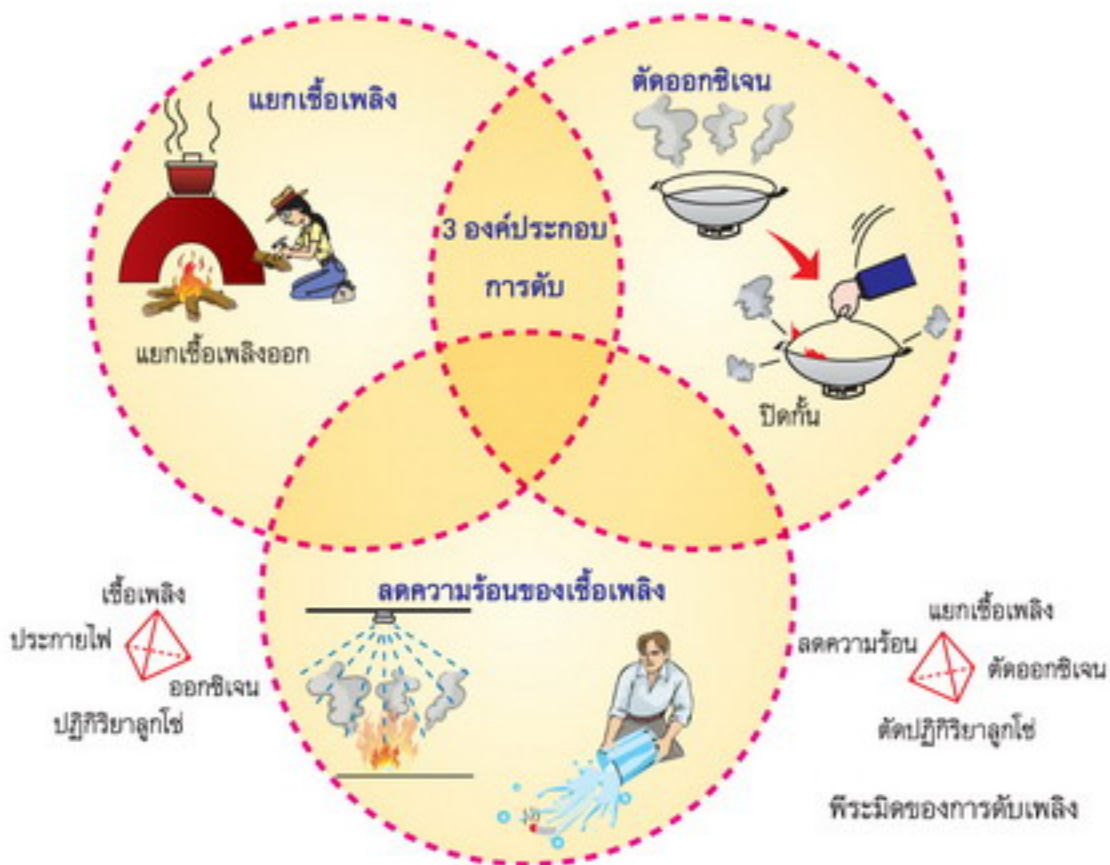 แยกเชื้อเพลิง
ตัดออกซิเจน
3 องค์ประกอบ
การดับ
แยกเชื้อเพลิงออก
ปิดกั้น
ลดความร้อนของเชื้อเพลิง
เชื้อเพลิง
ประกายไฟ
ออกซิเจน
ปฏิกิริยาลูกโซ่
แยกเชื้อเพลิง
ลดความร้อน
ตัดออกซิเจน
ตัดปฏิกิริยาลูกโซ่
พีระมิดของการดับเพลิง